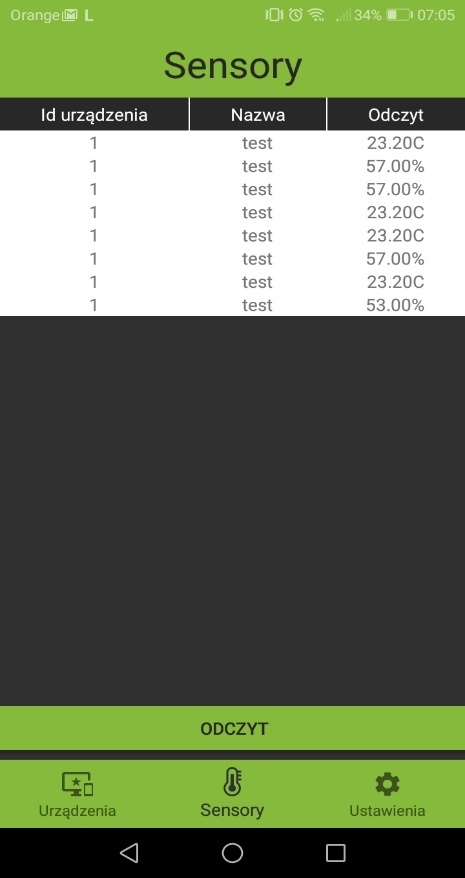 Orange L 34% 07:05
Sensory
Id urządzenia Nazwa Odczyt
1 test 23.20C
1 test 57.00%
1 test 57.00%
1 test 23.20C
1 test 23.20C
1 test 57.00%
1 test 23.20C
1 test 53.00%
ODCZYT
Urządzenia Sensory Ustawienia